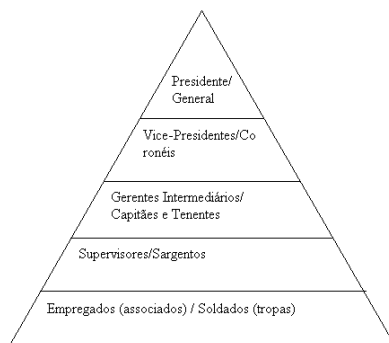 Presidente/
General
Vice-Presidentes/Co
ronéis
Gerentes Intermediários/
Capitães e Tenentes
Supervisores/Sargentos
Empregados (associados) / Soldados (tropas)